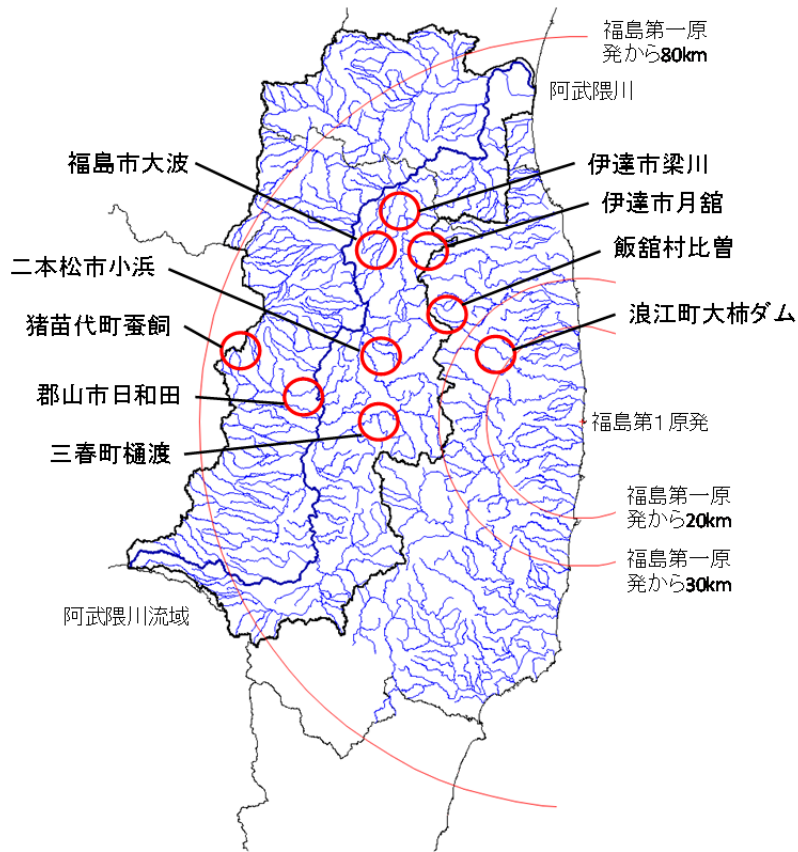 福島第一原
発から80km
阿武隈川
福島市大波
伊達市梁川
伊達市月舘
飯舘村比曽
二本松市小浜
浪江町大柿ダム
猪苗代町蚕飼
郡山市日和田
福島第1原発
三春町樋渡
福島第一原
発から20km
福島第一原
発から30km
阿武隈川流域